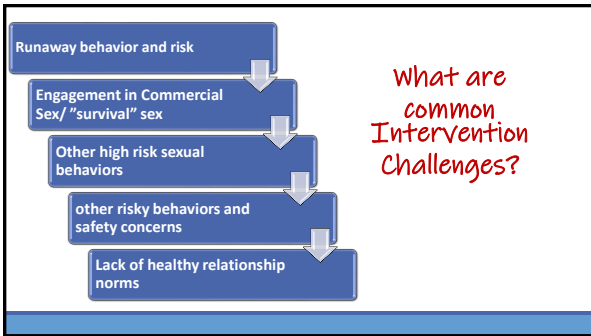 Runaway behavior and risk
Engagement in Commercial
Sex/ ”survival” sex
Other high risk sexual
behaviors
other risky behaviors and
safety concerns
Lack of healthy relationship
norms
What are
common
Intervention
Challenges?